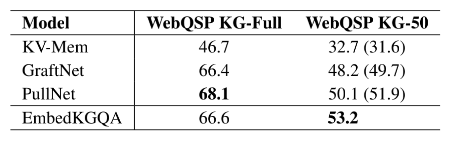 Model WebQSP KG-Full WebQSP KG-50
KV-Mem 46.7 32.7 (31.6)
GraftNet 66.4 48.2 (49.7)
PullNet 68.1 50.1 (51.9)
EmbedKGQA 66.6 53.2